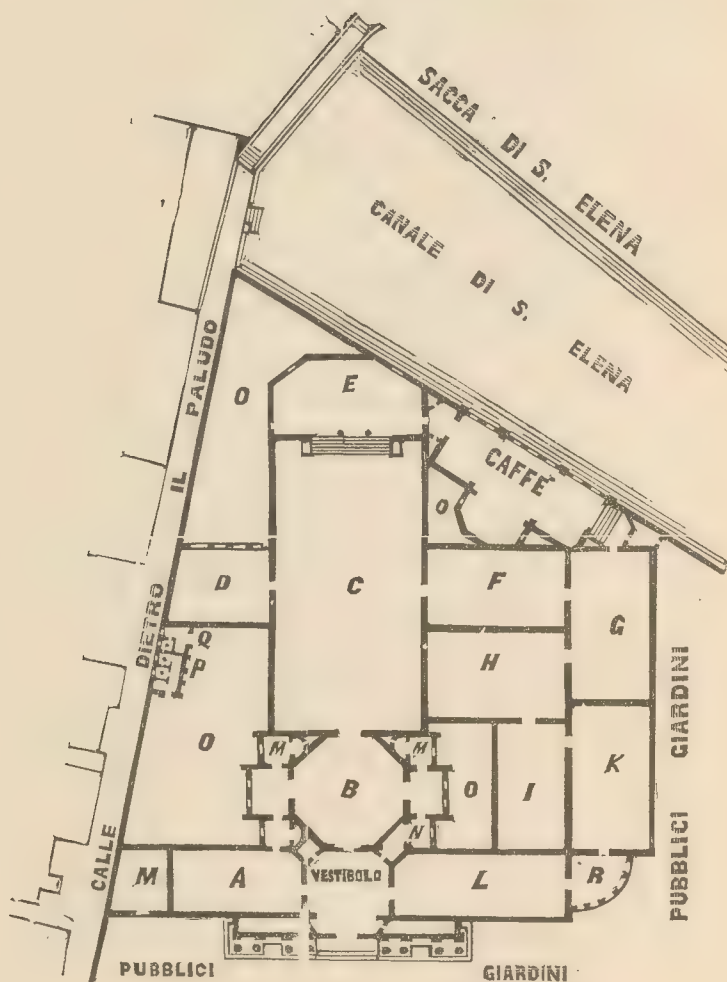 SACCA DI S. ELENA
CANALE DI S. ELENA
CALLE DIETRO IL PALUDO
O
E
CAFFÈ
O
D
C
F
G
H
Q
P
O
M
M
B
O
I
K
N
M
A
VESTIBOLO
L
R
PUBBLICI GIARDINI
PUBBLICI
GIARDINI